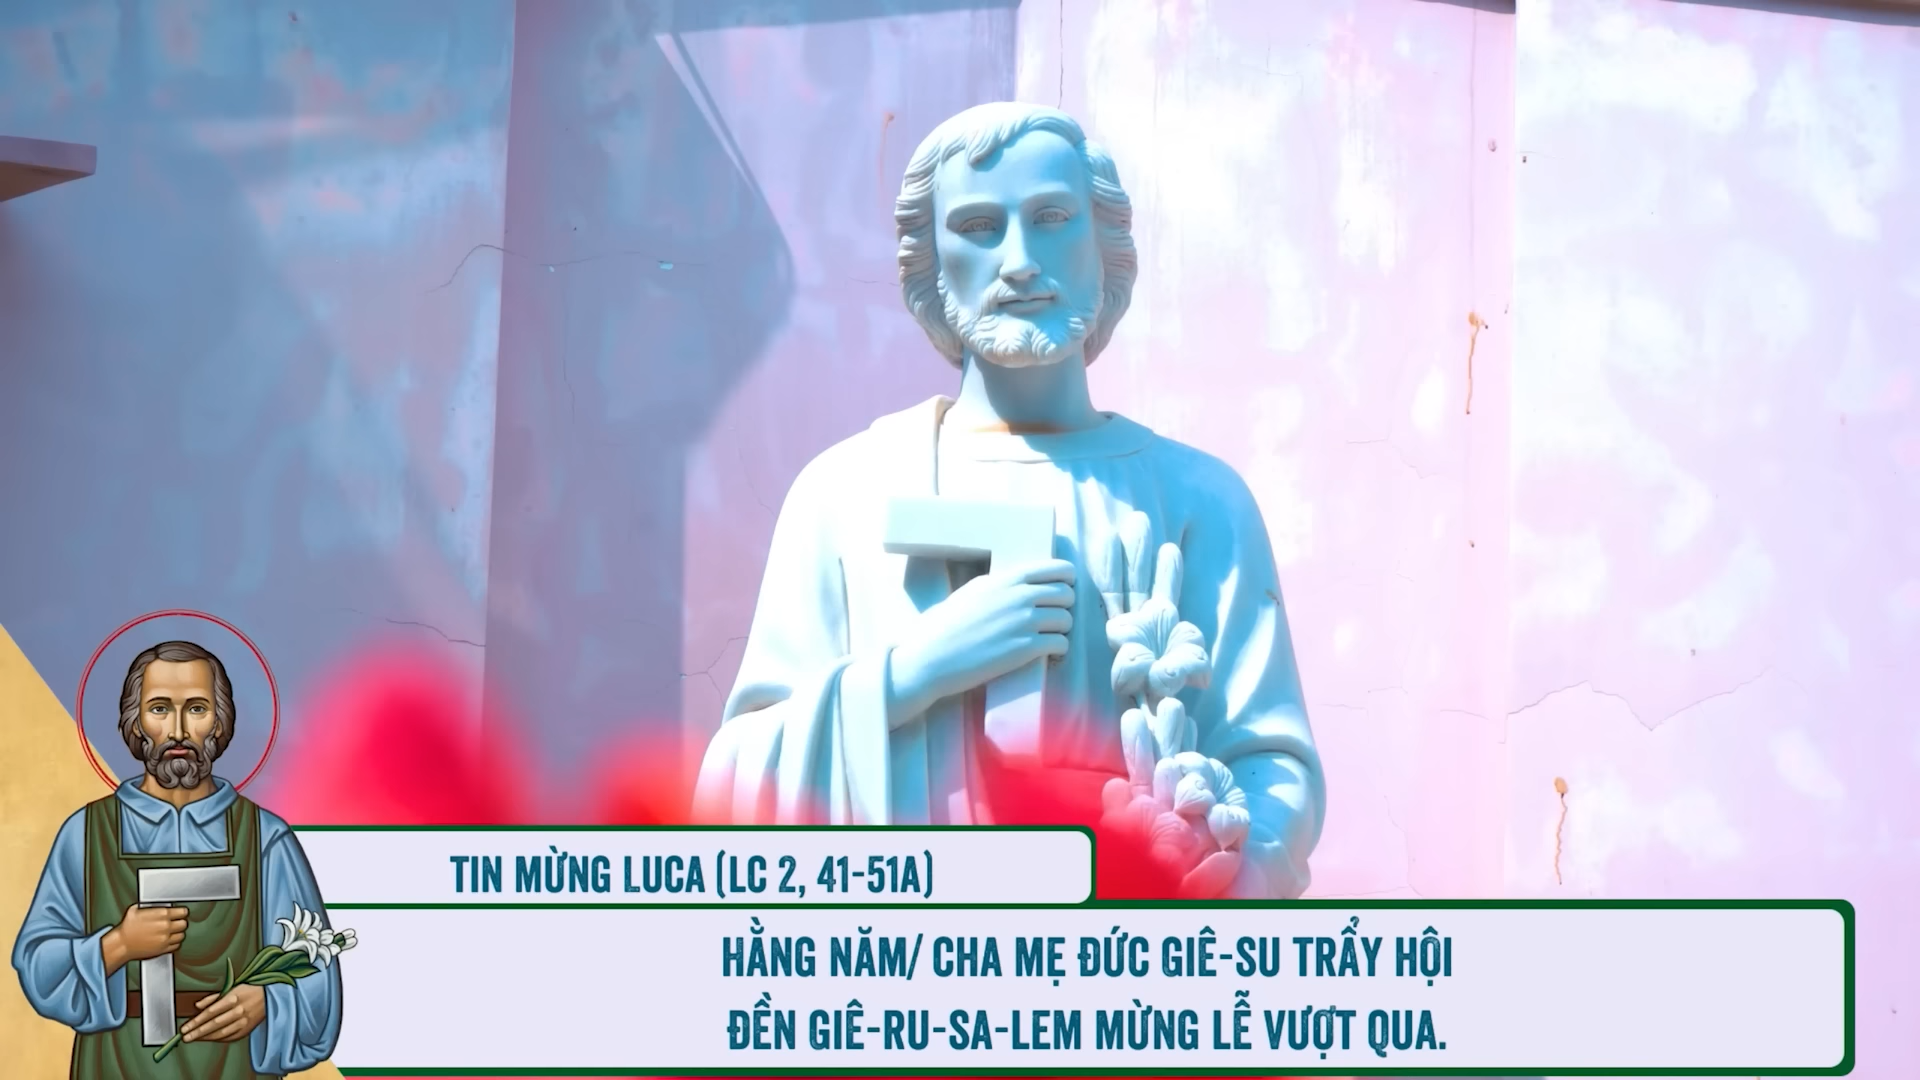 TIN MỪNG LUCA (LC 2, 41-51A)
HẰNG NĂM/ CHA MẸ ĐỨC GIÊ-SU TRẨY HỘI
ĐỀN GIÊ-RU-SA-LEM MỪNG LỄ VƯỢT QUA.